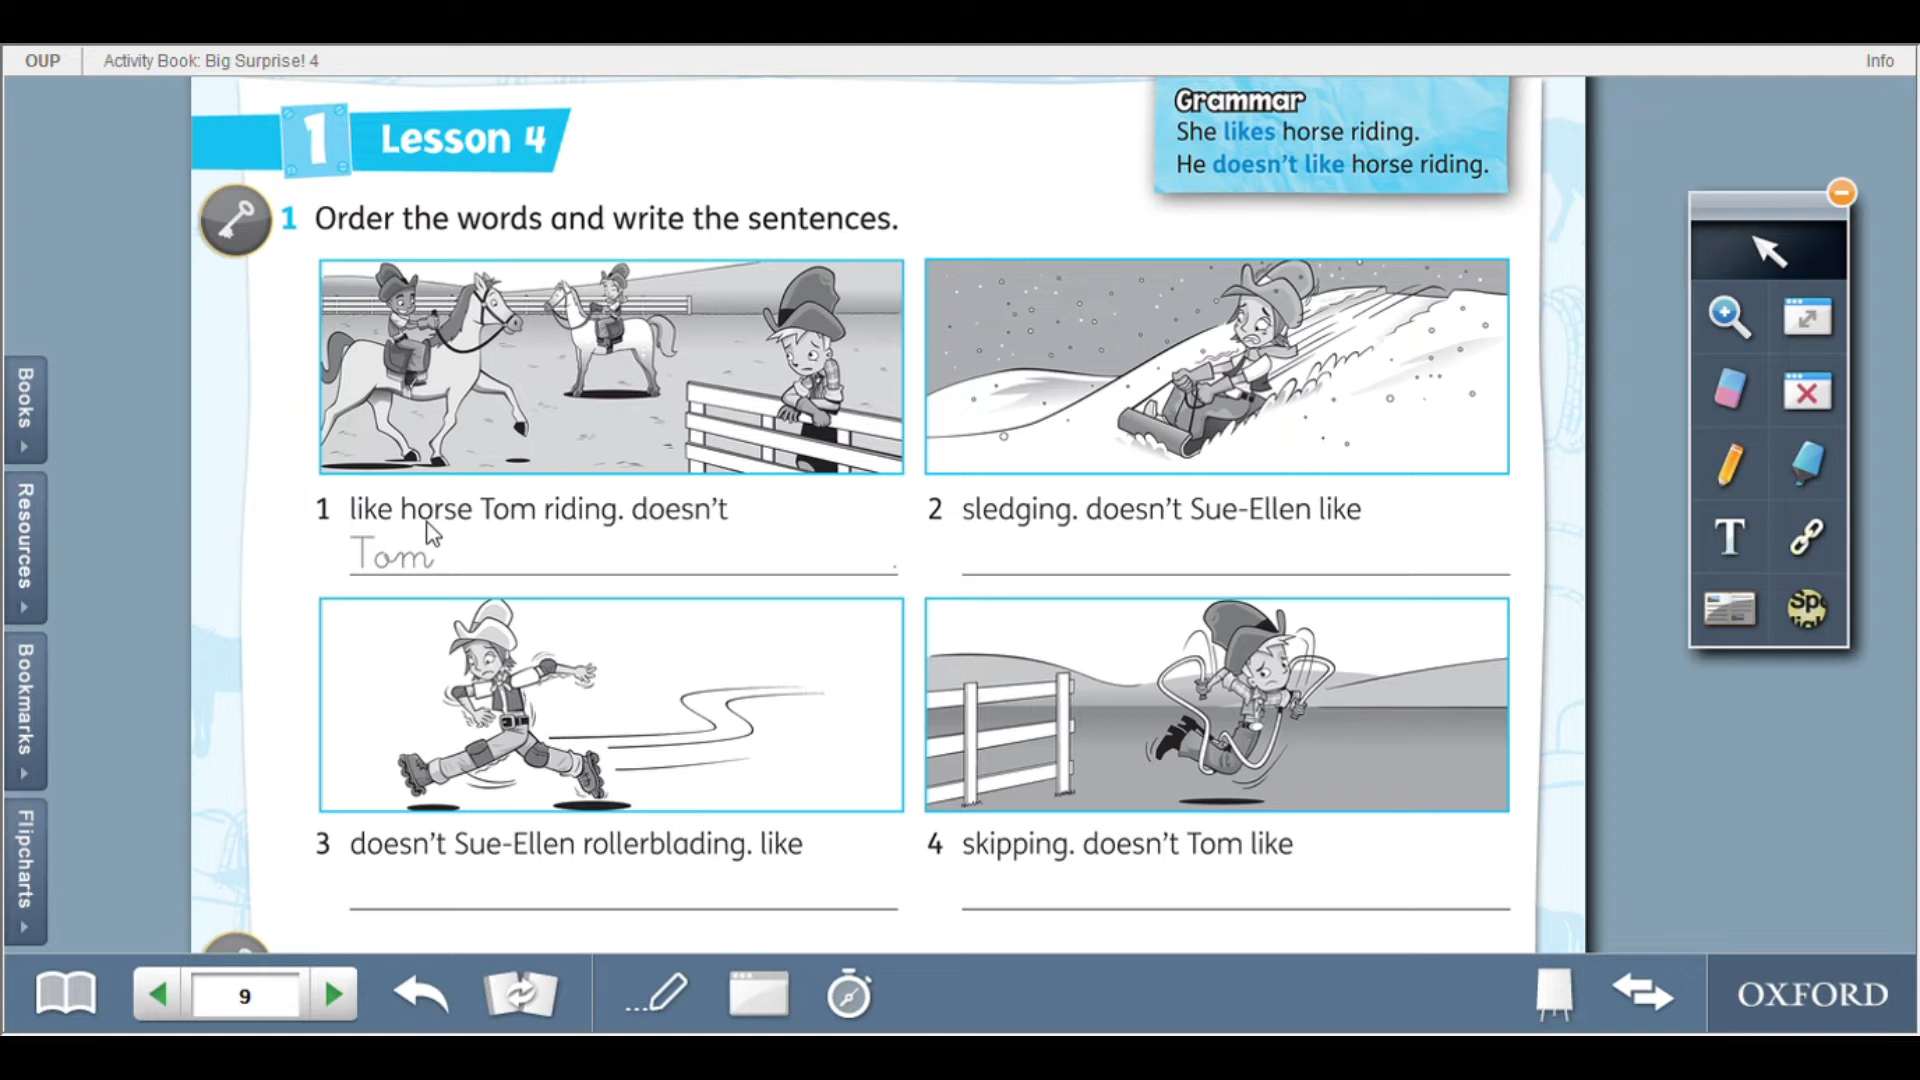 OUP
Activity Book: Big Surprise! 4
Info
1 Lesson 4
Grammar
She likes horse riding.
He doesn't like horse riding.
1 Order the words and write the sentences.
1 like horse Tom riding. doesn't
Tom .
2 sledging. doesn't Sue-Ellen like
3 doesn't Sue-Ellen rollerblading. like
4 skipping. doesn't Tom like
Books
Resources
Bookmarks
Flipcharts
T
9
OXFORD